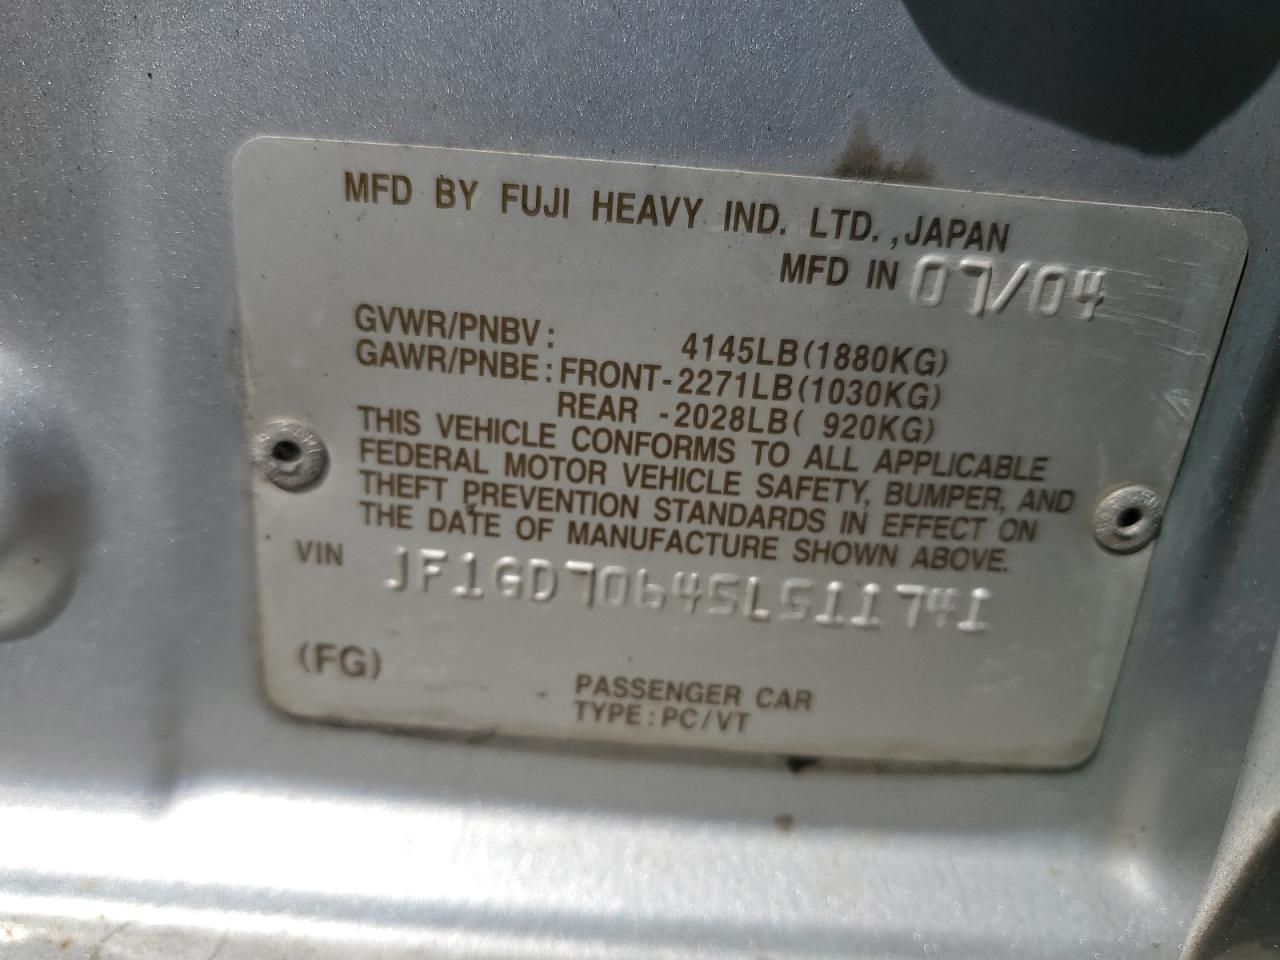 MFD BY FUJI HEAVY IND. LTD.,JAPAN
MFD IN 07/04
GVWR/PNBV: 4145LB(1880KG)
GAWR/PNBE:FRONT-2271LB(1030KG)
REAR -2028LB( 920KG)
THIS VEHICLE CONFORMS TO ALL APPLICABLE
FEDERAL MOTOR VEHICLE SAFETY, BUMPER, AND
THEFT PREVENTION STANDARDS IN EFFECT ON
THE DATE OF MANUFACTURE SHOWN ABOVE.
VIN JF1GD70645L511741
(FG)
PASSENGER CAR
TYPE:PC/VT